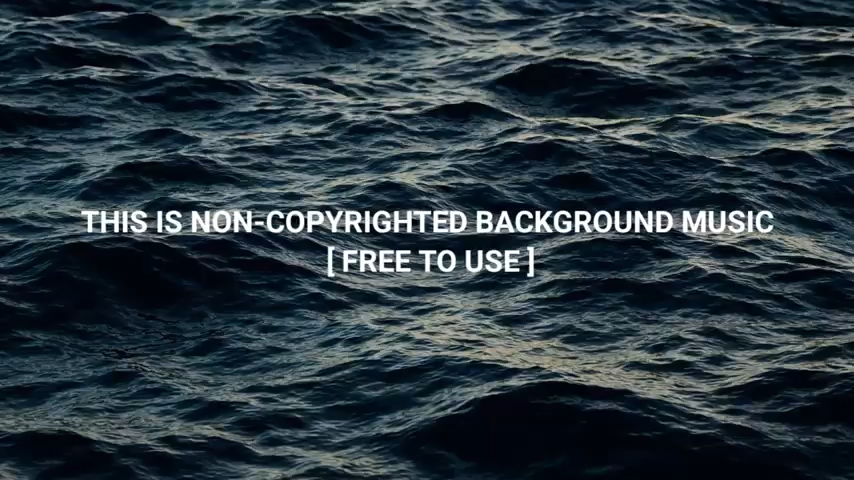 THIS IS NON-COPYRIGHTED BACKGROUND MUSIC
[ FREE TO USE ]